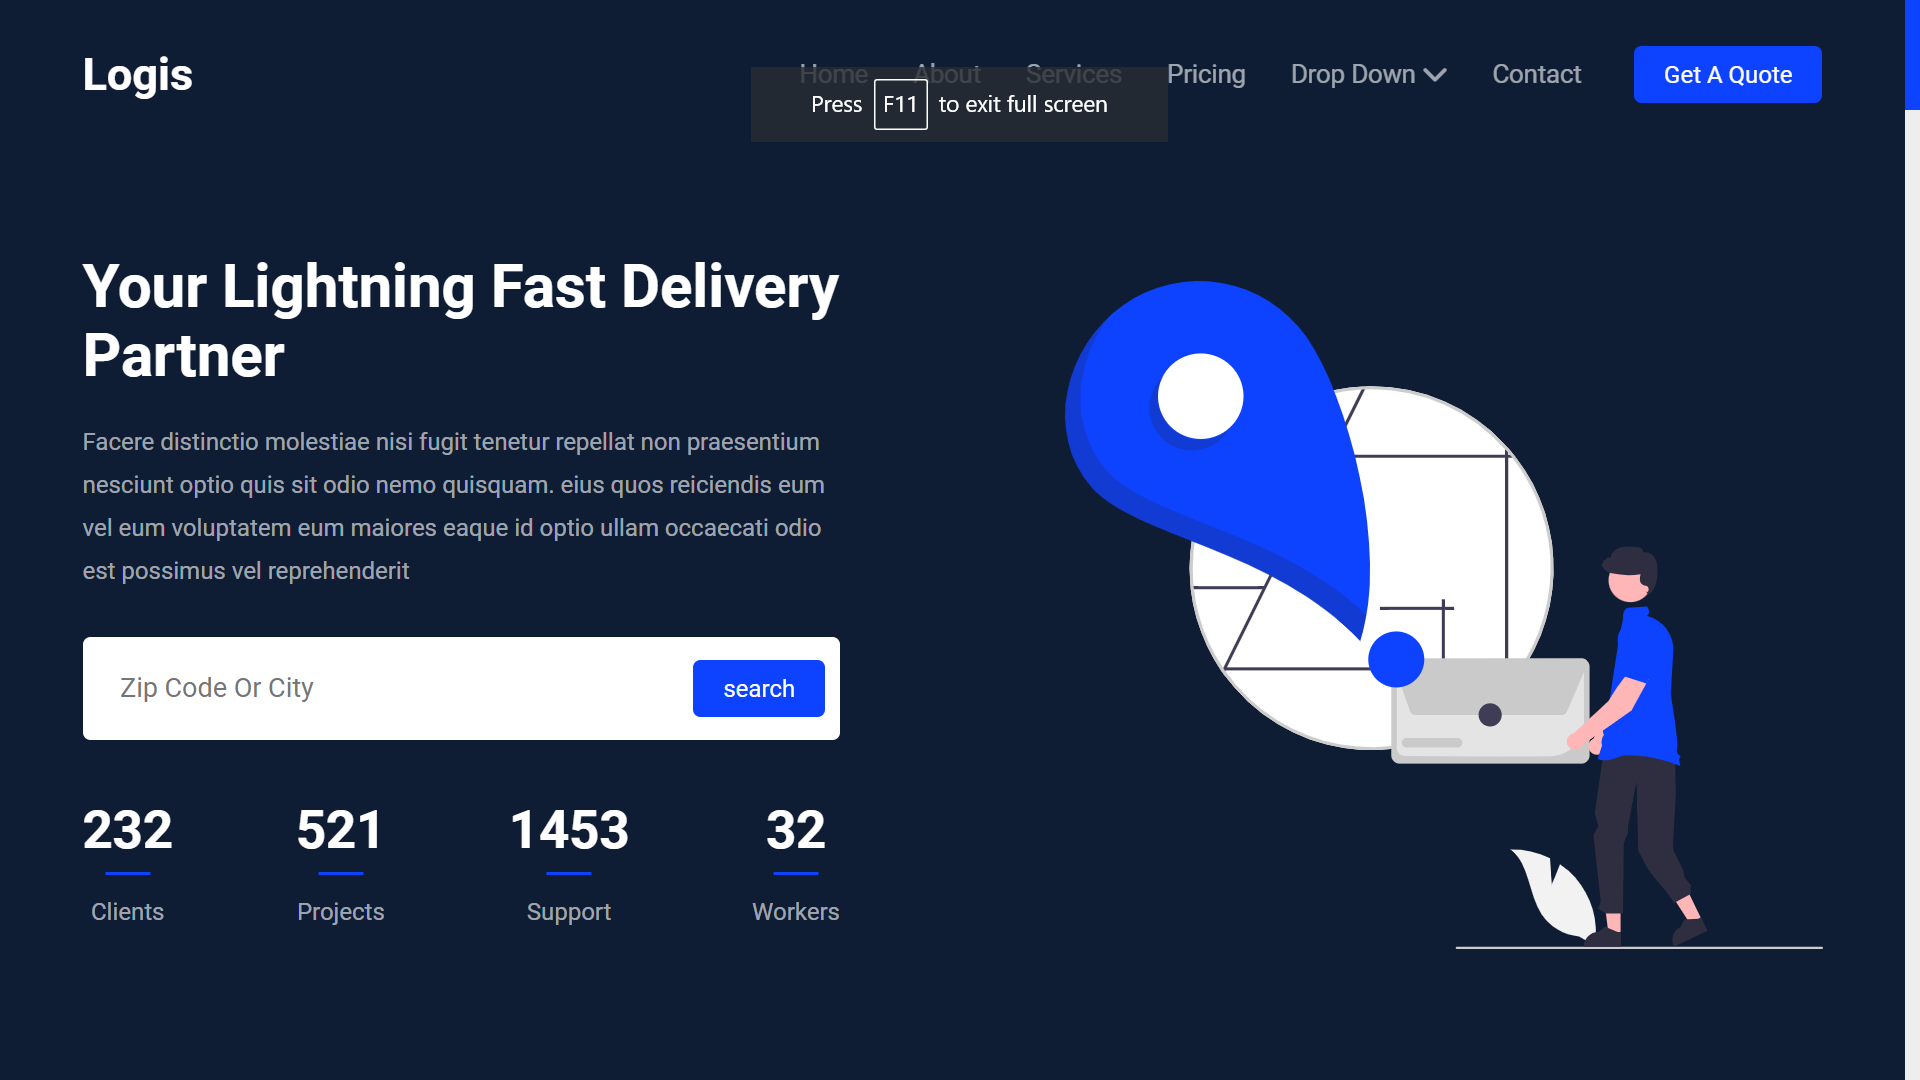 Logis
Home About Services Pricing Drop Down Contact Get A Quote
Press F11 to exit full screen
Your Lightning Fast Delivery
Partner
Facere distinctio molestiae nisi fugit tenetur repellat non praesentium
nesciunt optio quis sit odio nemo quisquam. eius quos reiciendis eum
vel eum voluptatem eum maiores eaque id optio ullam occaecati odio
est possimus vel reprehenderit
Zip Code Or City search
232 521 1453 32
Clients Projects Support Workers